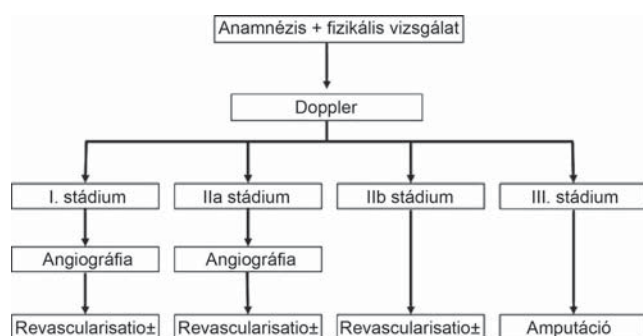 Anamnézis + fizikális vizsgálat
Doppler
I. stádium
IIa stádium
IIb stádium
III. stádium
Angiográfia
Angiográfia
Revascularisatio±
Revascularisatio±
Revascularisatio±
Amputáció